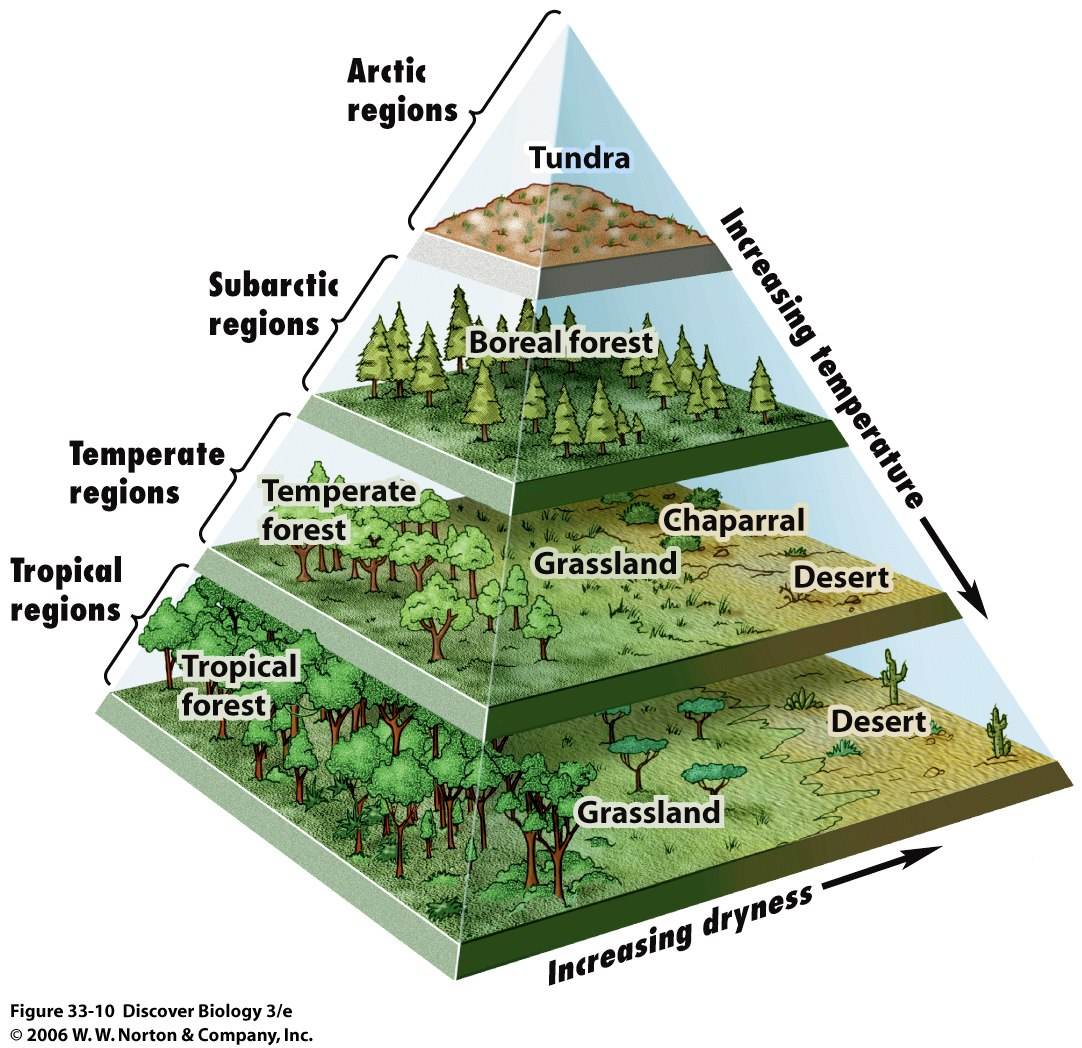 Arctic
regions
Tundra
Increasing temperature
Subarctic
regions
Boreal forest
Temperate
regions
Temperate
forest
Chaparral
Grassland
Desert
Tropical
regions
Tropical
forest
Desert
Grassland
Increasing dryness
Figure 33-10 Discover Biology 3/e
© 2006 W. W. Norton & Company, Inc.